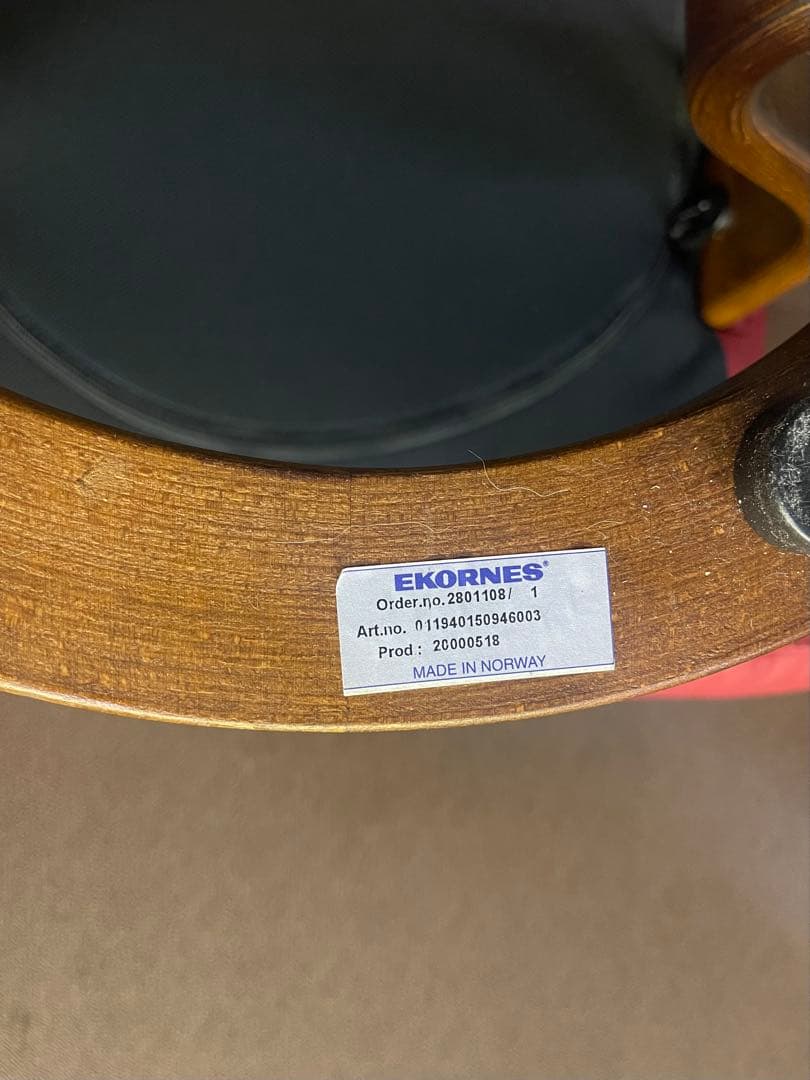 EKORNES®
Order.no. 2801108/ 1
Art.no. 011940150946003
Prod : 20000518
MADE IN NORWAY